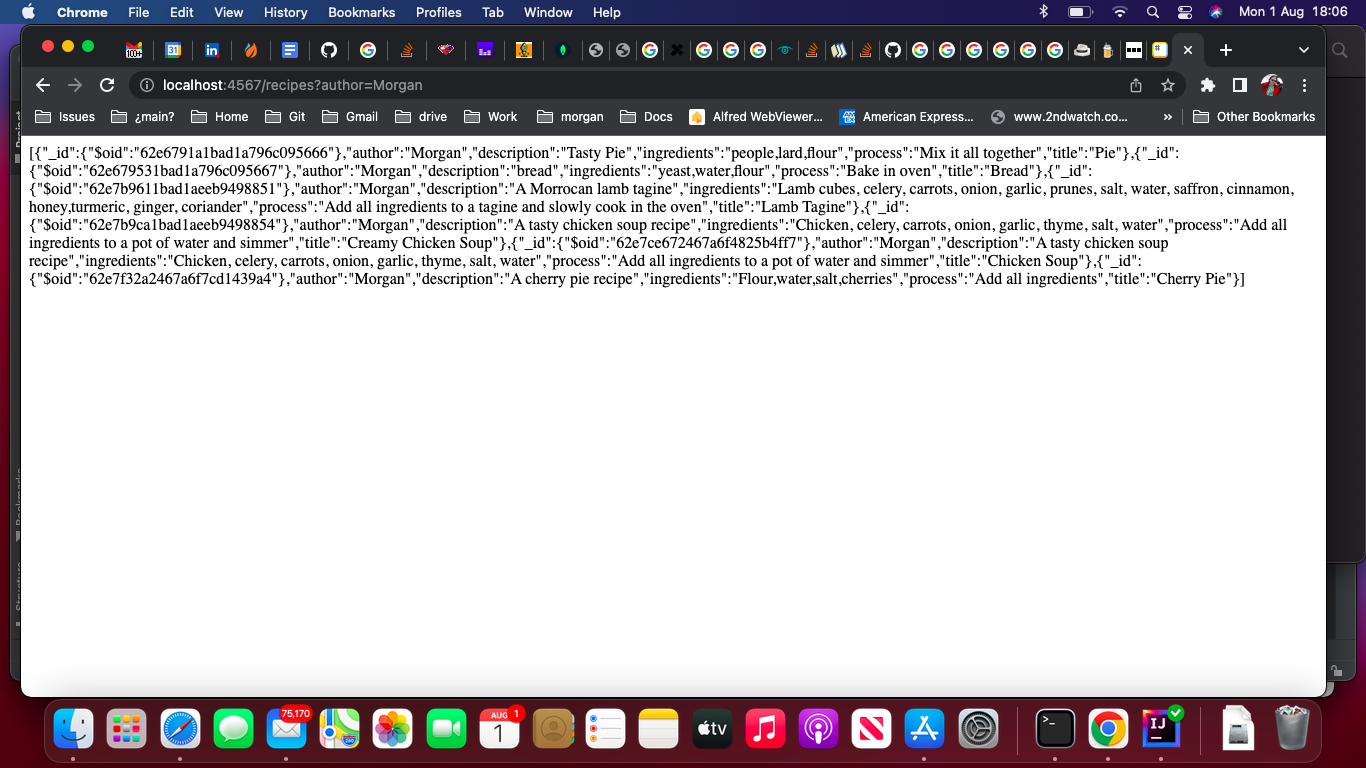 Chrome File Edit View History Bookmarks Profiles Tab Window Help Mon 1 Aug 18:06
100+ 31
localhost:4567/recipes?author=Morgan
Issues ¿main? Home Git Gmail drive Work morgan Docs Alfred WebViewer... American Express... www.2ndwatch.co... » Other Bookmarks
[{"_id":{"$oid":"62e6791a1bad1a796c095666"},"author":"Morgan","description":"Tasty Pie","ingredients":"people,lard,flour","process":"Mix it all together","title":"Pie"},{"_id":
{"$oid":"62e679531bad1a796c095667"},"author":"Morgan","description":"bread","ingredients":"yeast,water,flour","process":"Bake in oven","title":"Bread"},{"_id":
{"$oid":"62e7b9611bad1aeeb9498851"},"author":"Morgan","description":"A Morrocan lamb tagine","ingredients":"Lamb cubes, celery, carrots, onion, garlic, prunes, salt, water, saffron, cinnamon,
honey,turmeric, ginger, coriander","process":"Add all ingredients to a tagine and slowly cook in the oven","title":"Lamb Tagine"},{"_id":
{"$oid":"62e7b9ca1bad1aeeb9498854"},"author":"Morgan","description":"A tasty chicken soup recipe","ingredients":"Chicken, celery, carrots, onion, garlic, thyme, salt, water","process":"Add all
ingredients to a pot of water and simmer","title":"Creamy Chicken Soup"},{"_id":{"$oid":"62e7ce672467a6f4825b4ff7"},"author":"Morgan","description":"A tasty chicken soup
recipe","ingredients":"Chicken, celery, carrots, onion, garlic, thyme, salt, water","process":"Add all ingredients to a pot of water and simmer","title":"Chicken Soup"},{"_id":
{"$oid":"62e7f32a2467a6f7cd1439a4"},"author":"Morgan","description":"A cherry pie recipe","ingredients":"Flour,water,salt,cherries","process":"Add all ingredients","title":"Cherry Pie"}]
75,170 AUG 1 1 tv >_ IJ